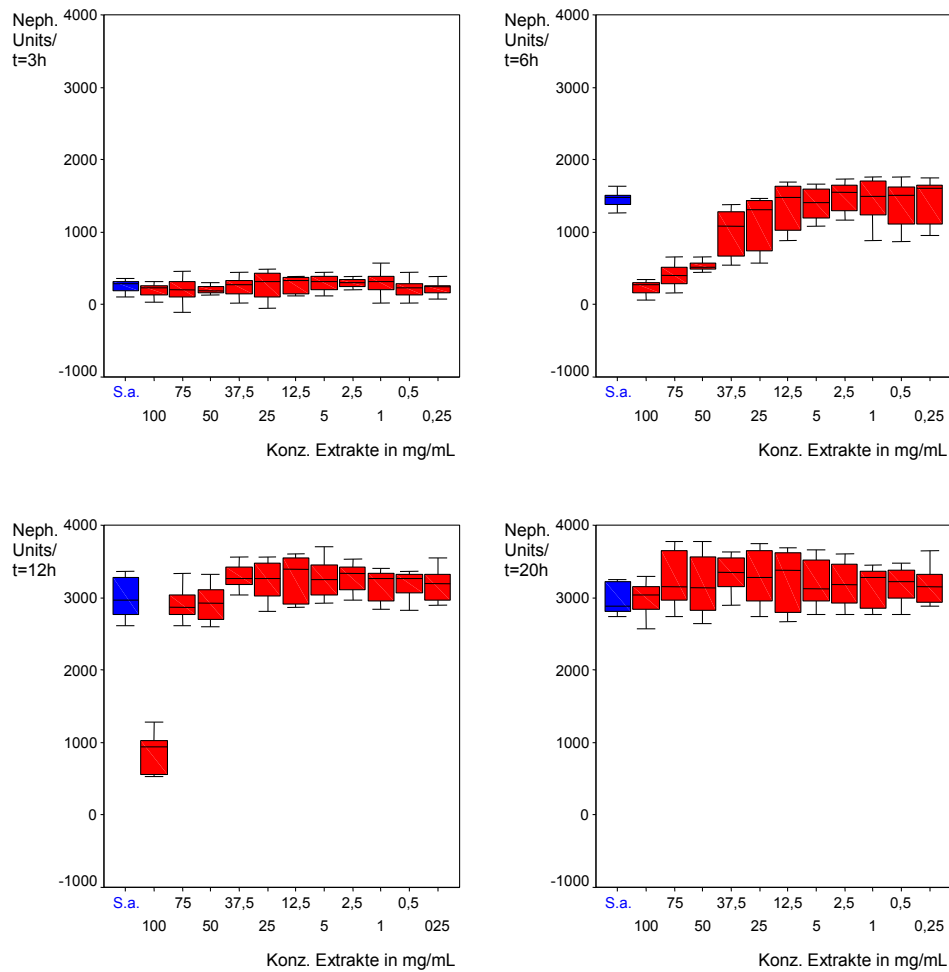 Neph.
Units/
t=3h
4000
3000
2000
1000
0
-1000
S.a. 75 37,5 12,5 2,5 0,5
100 50 25 5 1 0,25
Konz. Extrakte in mg/mL
Neph.
Units/
t=6h
4000
3000
2000
1000
0
-1000
S.a. 75 37,5 12,5 2,5 0,5
100 50 25 5 1 0,25
Konz. Extrakte in mg/mL
Neph.
Units/
t=12h
4000
3000
2000
1000
0
-1000
S.a. 75 37,5 12,5 2,5 0,5
100 50 25 5 1 025
Konz. Extrakte in mg/mL
Neph.
Units/
t=20h
4000
3000
2000
1000
0
-1000
S.a. 75 37,5 12,5 2,5 0,5
100 50 25 5 1 0,25
Konz. Extrakte in mg/mL